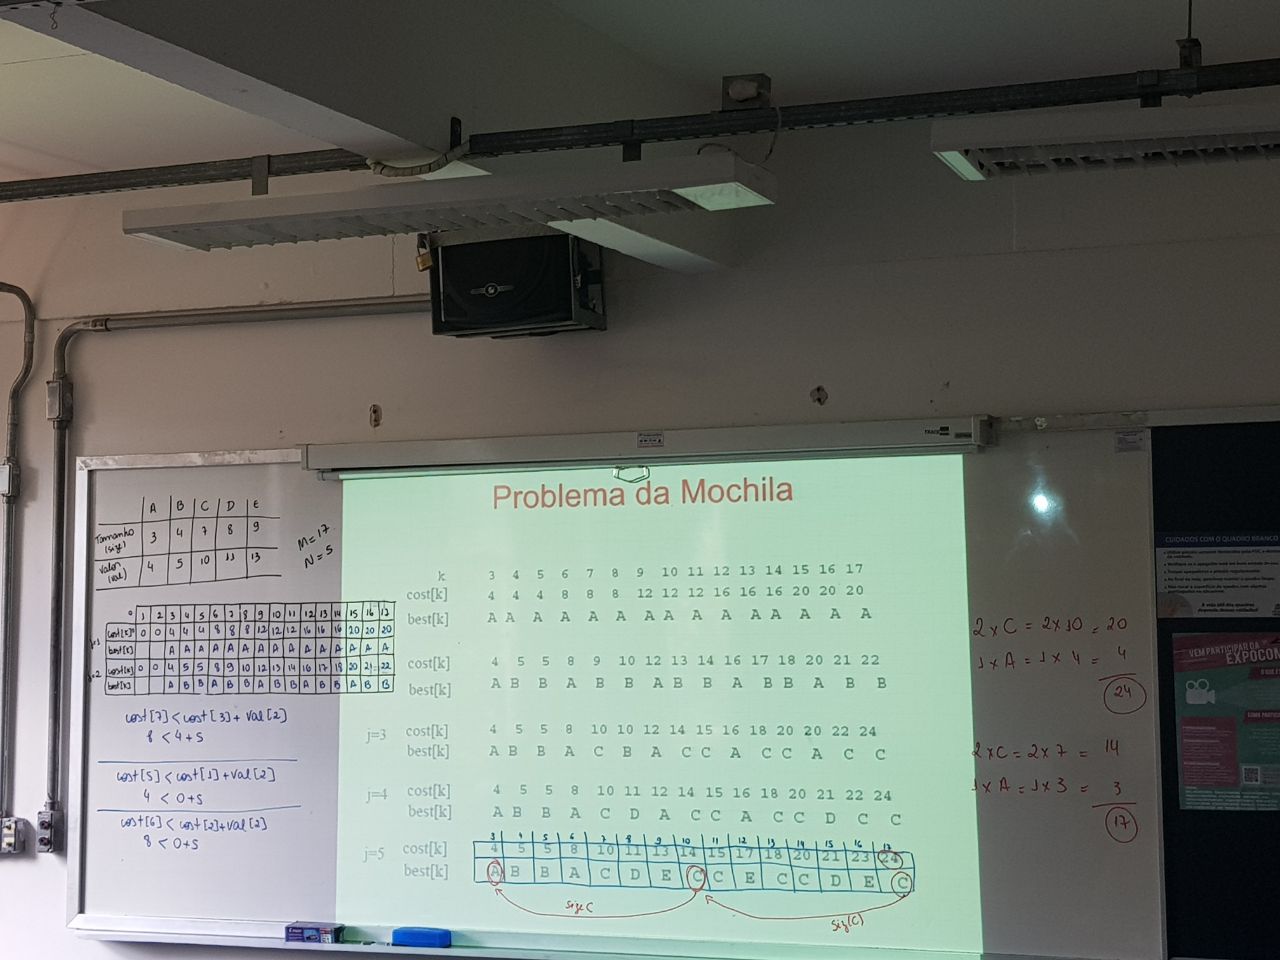 Problema da Mochila
A B C D E
Tamanho (size) 3 4 7 8 9
Valor (val) 4 5 10 11 13
M=17
N=5
0 1 2 3 4 5 6 7 8 9 10 11 12 13 14 15 16 17
j=1 cost[k] 0 0 4 4 4 8 8 8 12 12 12 16 16 16 20 20 20
best[k] A A A A A A A A A A A A A A A
j=2 cost[k] 0 0 4 5 5 8 9 10 12 13 14 16 17 18 20 21 22
best[k] A B B A B B A B B A B B A B B
cost[7] < cost[3] + val[2]
8 < 4+5
cost[5] < cost[1] + val[2]
4 < 0+5
cost[6] < cost[2] + val[2]
8 < 0+5
k 3 4 5 6 7 8 9 10 11 12 13 14 15 16 17
cost[k] 4 4 4 8 8 8 12 12 12 16 16 16 20 20 20
best[k] A A A A A A A A A A A A A A A
cost[k] 4 5 5 8 9 10 12 13 14 16 17 18 20 21 22
best[k] A B B A B B A B B A B B A B B
j=3 cost[k] 4 5 5 8 10 10 12 14 15 16 18 20 20 22 24
best[k] A B B A C B A C C A C C A C C
j=4 cost[k] 4 5 5 8 10 11 12 14 15 16 18 20 21 22 24
best[k] A B B A C D A C C A C C D C C
3 4 5 6 7 8 9 10 11 12 13 14 15 16 17
j=5 cost[k] 4 5 5 8 10 11 13 14 15 17 18 20 21 23 24
best[k] A B B A C D E C C E C C D E C
size C
siz(C)
2 x C = 2 x 10 = 20
1 x A = 1 x 4 = 4
24
2 x C = 2 x 7 = 14
1 x A = 1 x 3 = 3
17
CUIDADOS COM O QUADRO BRANCO
VEM PARTICIPAR DA
EXPOCOM